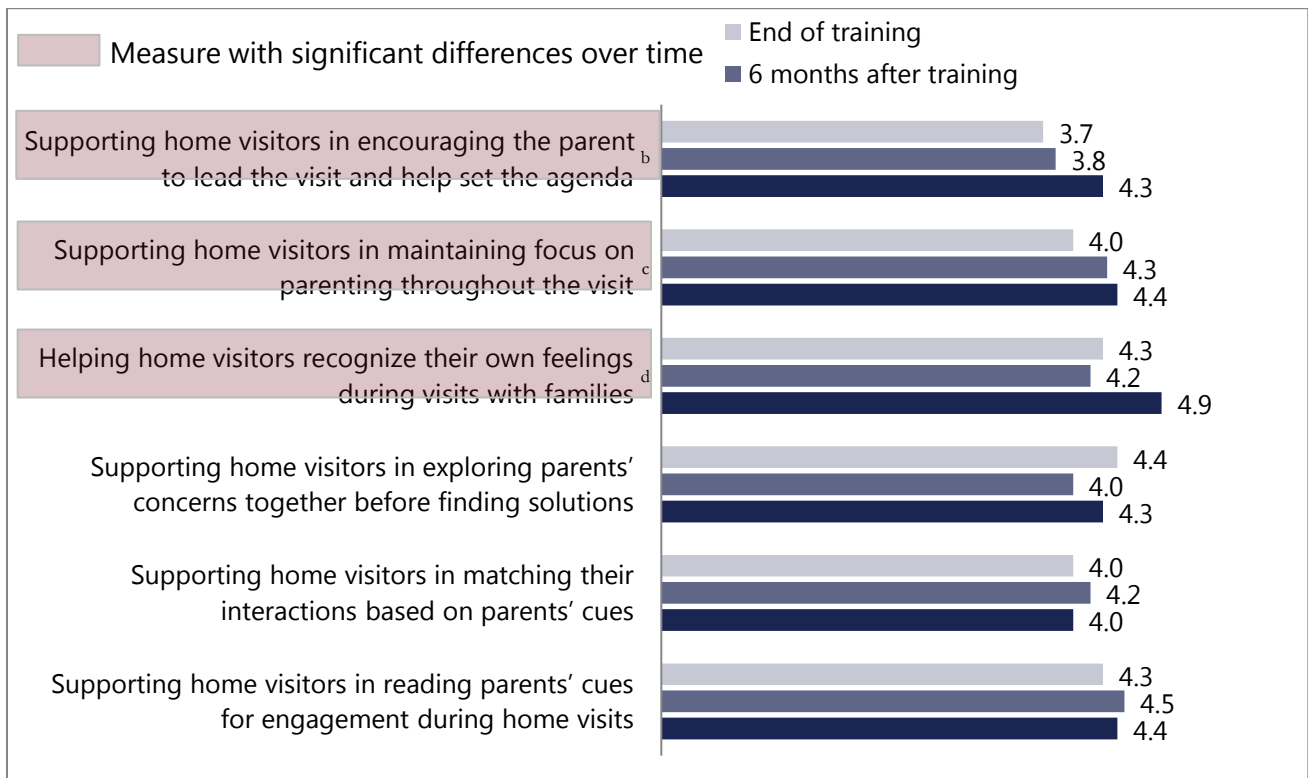 Measure with significant differences over time
End of training
6 months after training
Supporting home visitors in encouraging the parent
to lead the visit and help set the agenda b
3.7
3.8
4.3
Supporting home visitors in maintaining focus on
parenting throughout the visit c
4.0
4.3
4.4
Helping home visitors recognize their own feelings
during visits with families d
4.3
4.2
4.9
Supporting home visitors in exploring parents’
concerns together before finding solutions
4.4
4.0
4.3
Supporting home visitors in matching their
interactions based on parents’ cues
4.0
4.2
4.0
Supporting home visitors in reading parents’ cues
for engagement during home visits
4.3
4.5
4.4